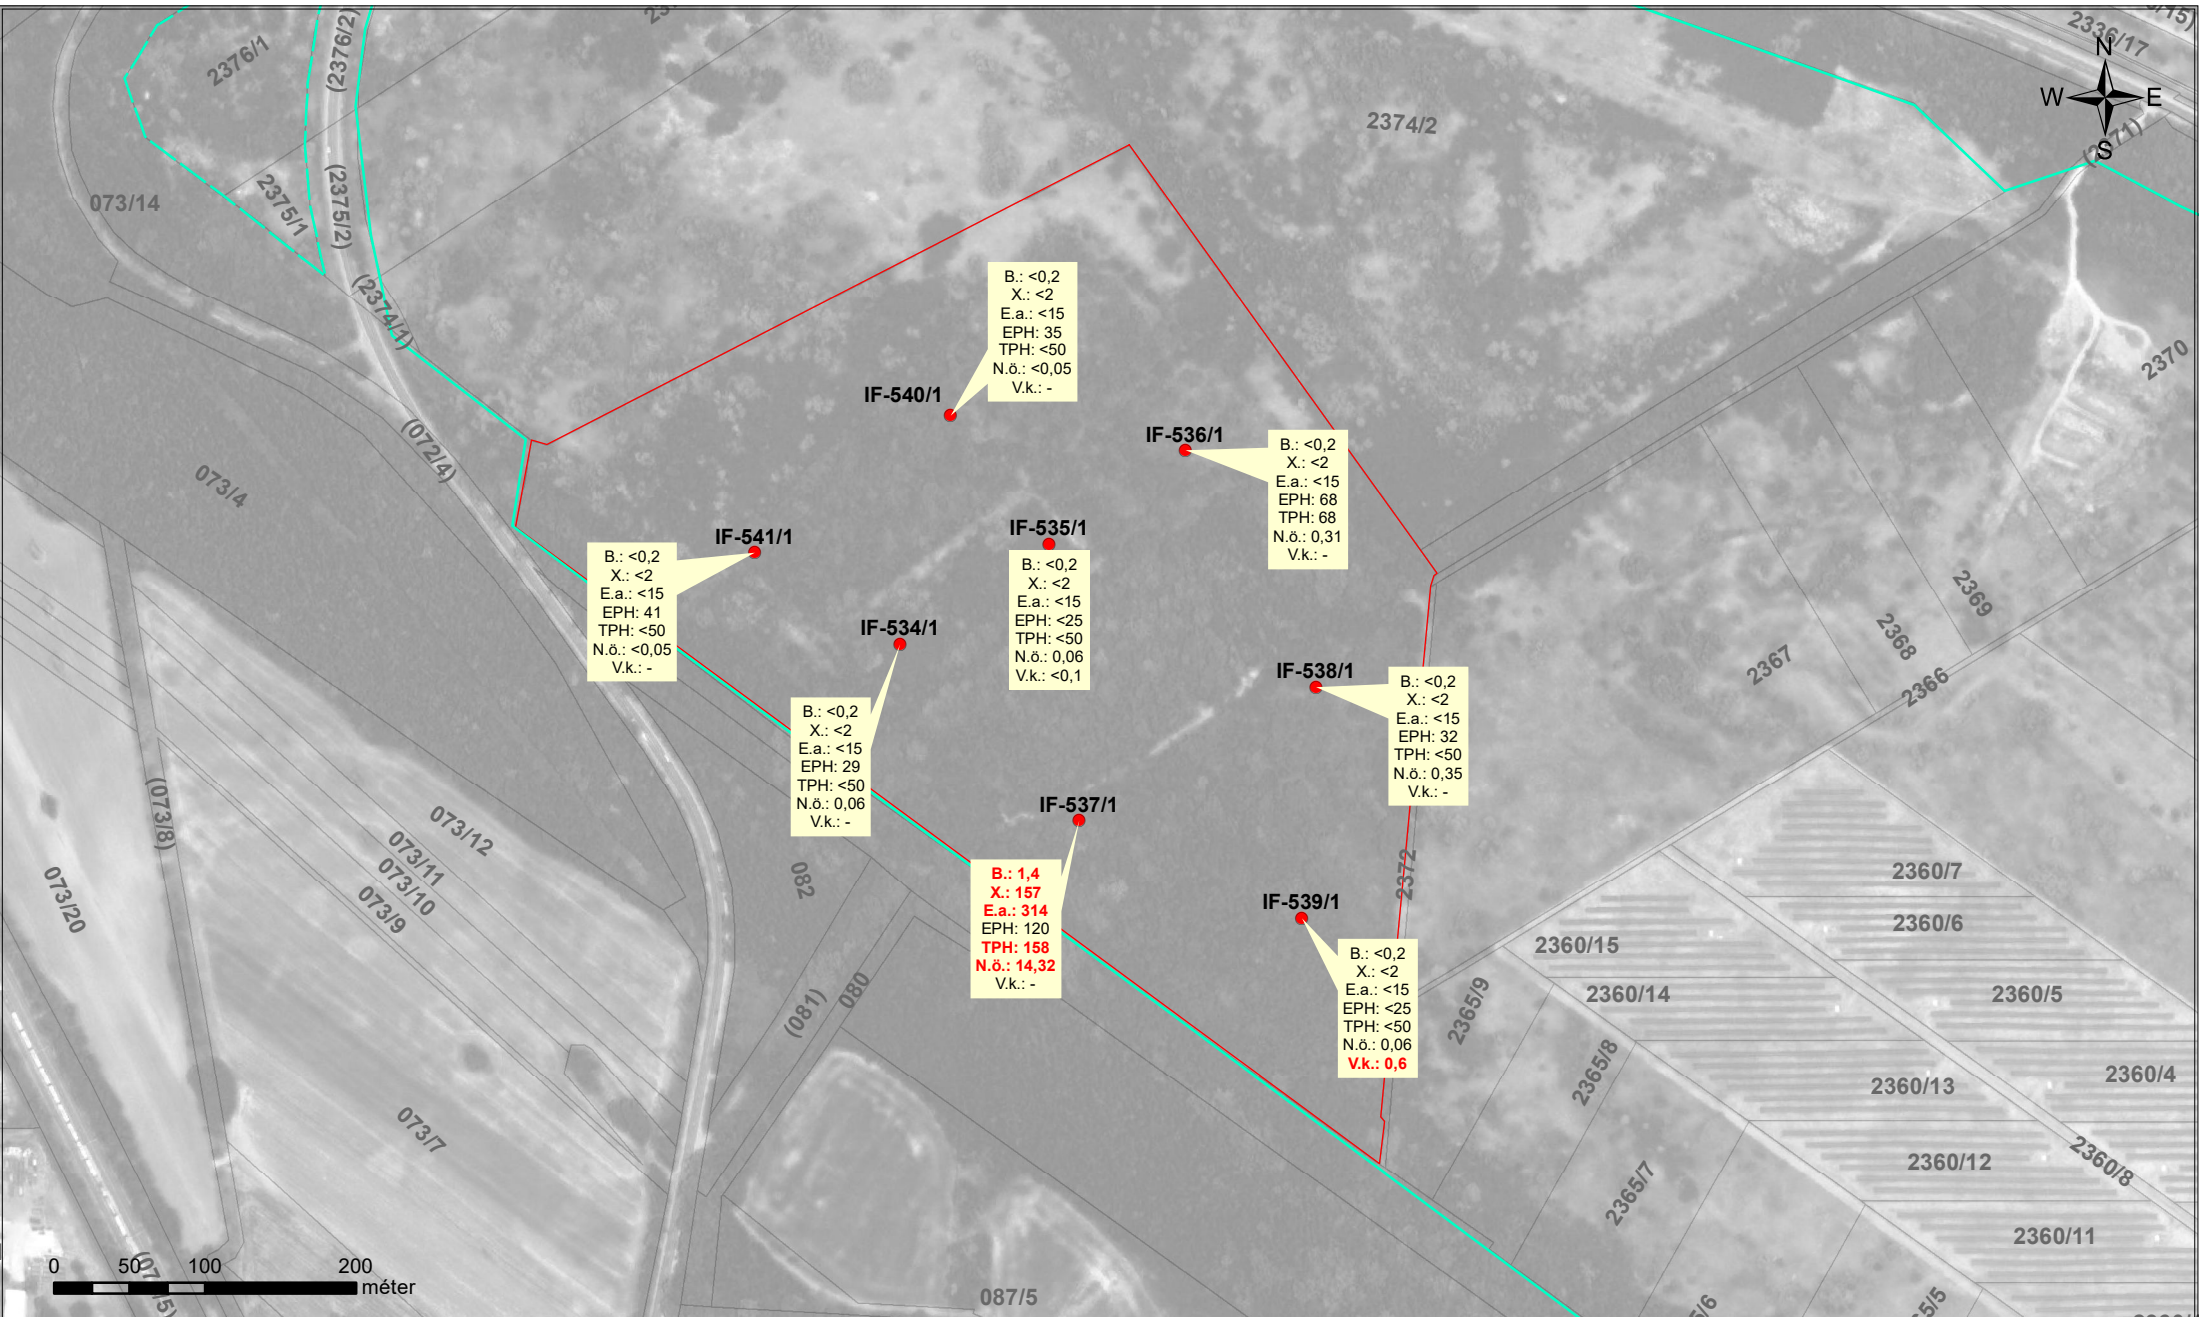 2376/1
(2376/2)
2336/17
N
W
E
S
2374/2
073/14
2375/1
(2375/2)
(2374/1)
B.: <0,2
X.: <2
E.a.: <15
EPH: 35
TPH: <50
N.ö.: <0,05
V.k.: -
IF-540/1
2370
IF-536/1
B.: <0,2
X.: <2
E.a.: <15
EPH: 68
TPH: 68
N.ö.: 0,31
V.k.: -
(072/4)
073/4
IF-541/1
B.: <0,2
X.: <2
E.a.: <15
EPH: 41
TPH: <50
N.ö.: <0,05
V.k.: -
IF-535/1
B.: <0,2
X.: <2
E.a.: <15
EPH: <25
TPH: <50
N.ö.: 0,06
V.k.: <0,1
2369
2368
2367
2366
IF-534/1
B.: <0,2
X.: <2
E.a.: <15
EPH: 29
TPH: <50
N.ö.: 0,06
V.k.: -
IF-538/1
B.: <0,2
X.: <2
E.a.: <15
EPH: 32
TPH: <50
N.ö.: 0,35
V.k.: -
(073/8)
073/12
073/11
073/10
073/9
073/20
082
IF-537/1
B.: 1,4
X.: 157
E.a.: 314
EPH: 120
TPH: 158
N.ö.: 14,32
V.k.: -
2372
2360/7
2360/6
IF-539/1
B.: <0,2
X.: <2
E.a.: <15
EPH: <25
TPH: <50
N.ö.: 0,06
V.k.: 0,6
2360/15
2360/14
2360/5
2365/9
080
(081)
2365/8
2360/13
2360/4
073/7
2360/12
2360/8
2365/7
2360/11
087/5
0 50 100 200
méter